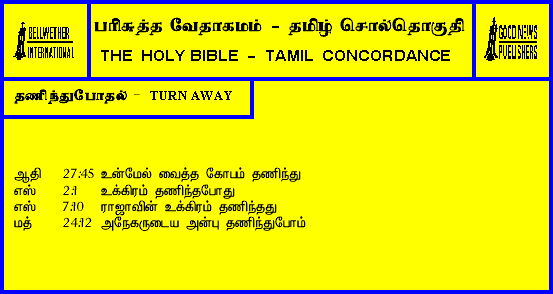 BELLWETHER
INTERNATIONAL
பரிசுத்த வேதாகமம் - தமிழ் சொல்தொகுதி
THE HOLY BIBLE - TAMIL CONCORDANCE
GOOD NEWS
PUBLISHERS
தணிந்துபோதல் - TURN AWAY
ஆதி 27:45 உன்மேல் வைத்த கோபம் தணிந்து
எஸ் 2:1 உக்கிரம் தணிந்தபோது
எஸ் 7:10 ராஜாவின் உக்கிரம் தணிந்தது
மத் 24:12 அநேகருடைய அன்பு தணிந்துபோம்